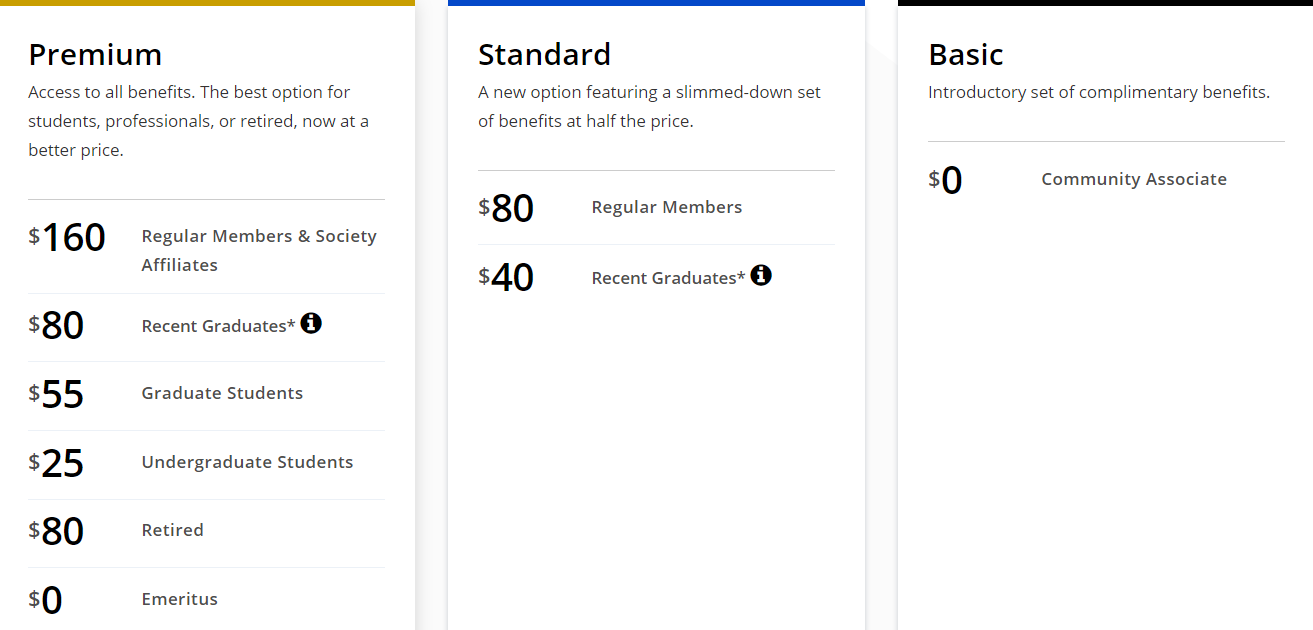 Premium
Access to all benefits. The best option for
students, professionals, or retired, now at a
better price.
$160 Regular Members & Society
Affiliates
$80 Recent Graduates*
$55 Graduate Students
$25 Undergraduate Students
$80 Retired
$0 Emeritus
Standard
A new option featuring a slimmed-down set
of benefits at half the price.
$80 Regular Members
$40 Recent Graduates*
Basic
Introductory set of complimentary benefits.
$0 Community Associate